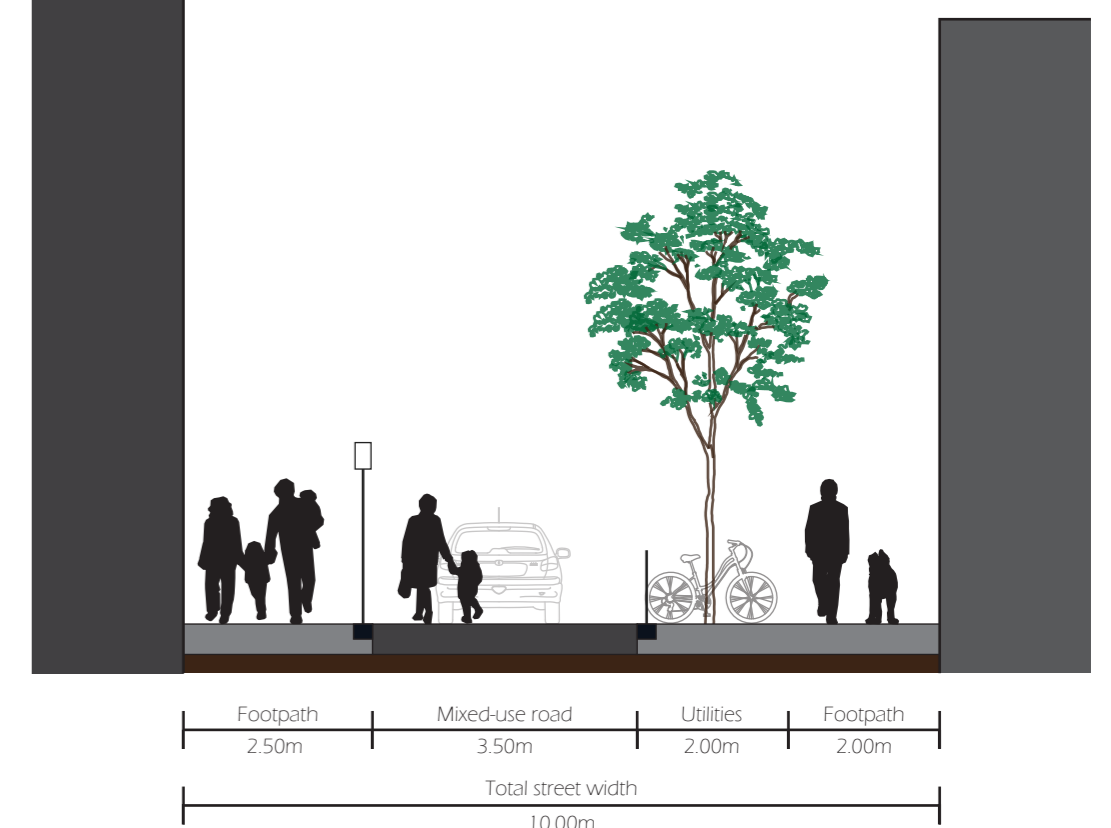 Footpath Mixed-use road Utilities Footpath
2.50m 3.50m 2.00m 2.00m
Total street width
10.00m